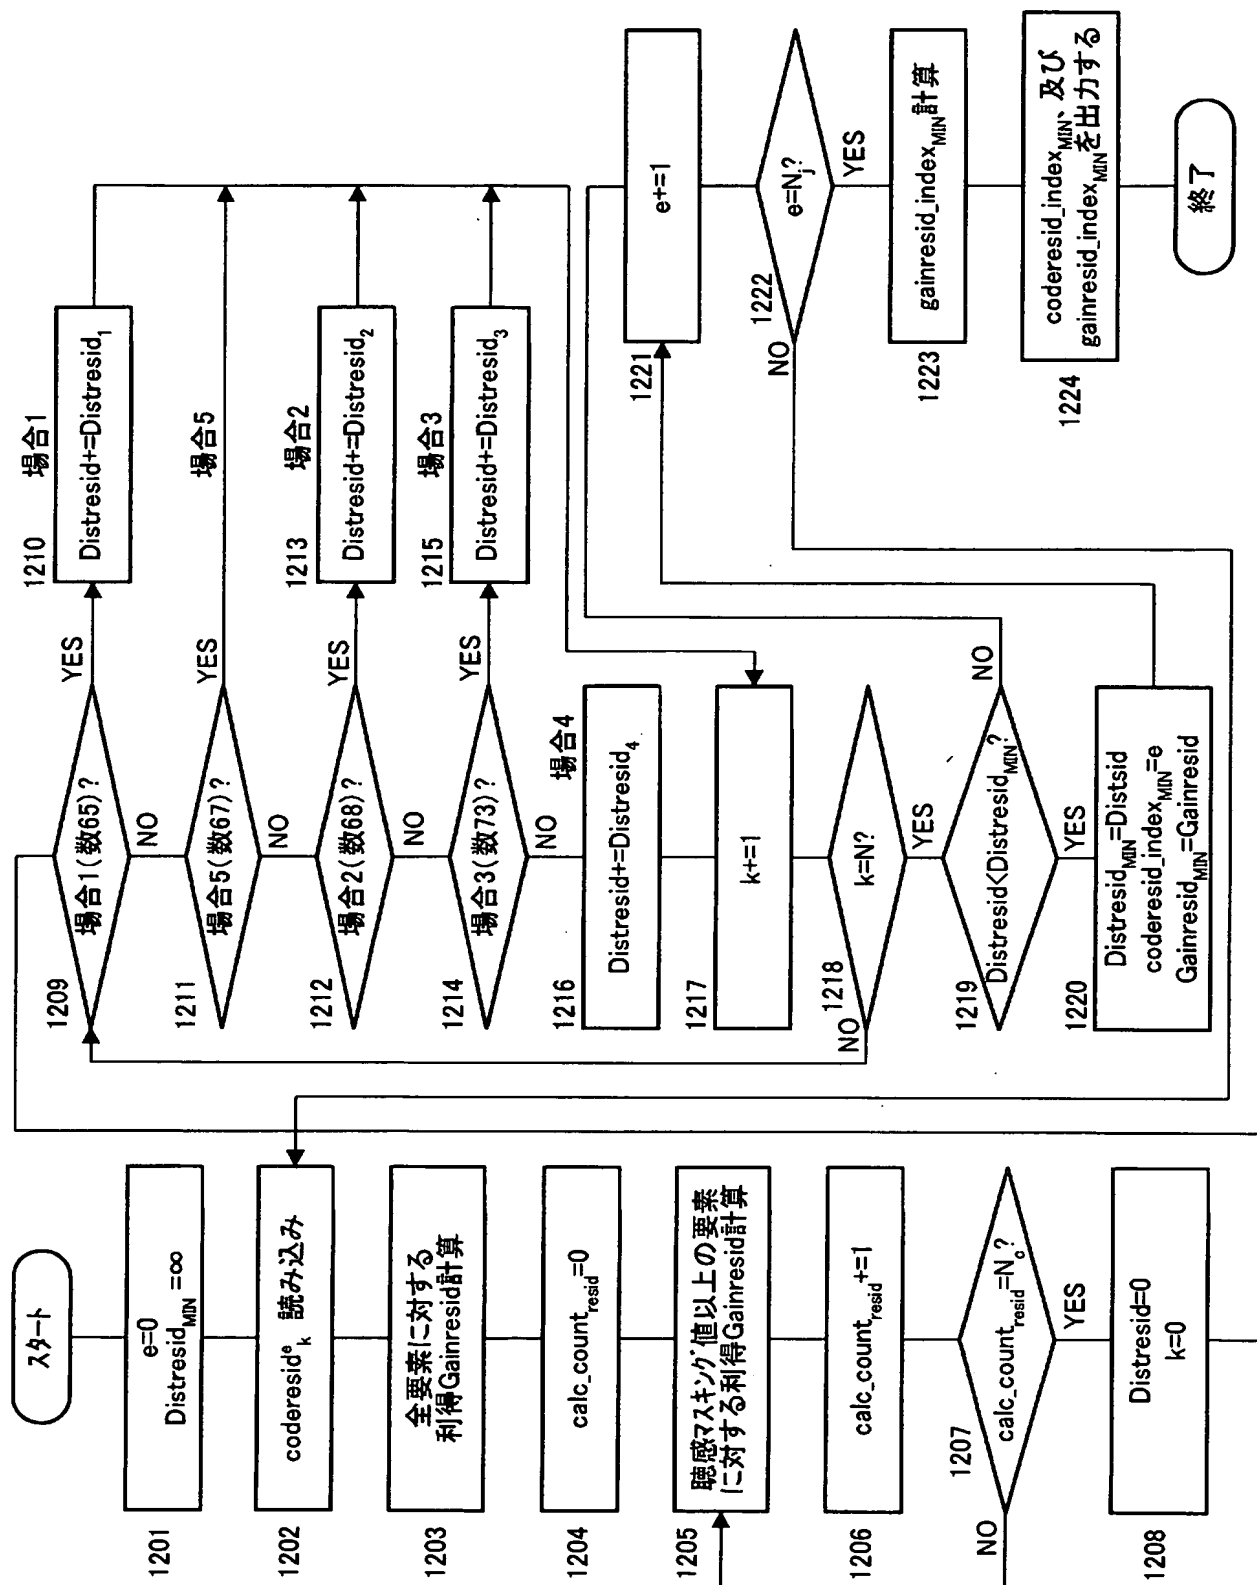 スタート
1201
e=0
Distresid_MIN=∞
1202
coderesid^e_k 読み込み
1203
全要素に対する
利得Gainresid計算
1204
calc_count_resid=0
1205
聴感マスキング値以上の要素
に対する利得Gainresid計算
1206
calc_count_resid+=1
1207
calc_count_resid=N_c?
NO
YES
1208
Distresid=0
k=0
1209
場合1(数65)?
YES
NO
1210
場合1
Distresid+=Distresid_1
1211
場合5(数67)?
YES
場合5
NO
1212
場合2(数68)?
YES
NO
1213
場合2
Distresid+=Distresid_2
1214
場合3(数73)?
YES
NO
1215
場合3
Distresid+=Distresid_3
1216
場合4
Distresid+=Distresid_4
1217
k+=1
1218
k=N?
NO
YES
1219
Distresid<Distresid_MIN?
NO
YES
1220
Distresid_MIN=Distsid
coderesid_index_MIN=e
Gainresid_MIN=Gainresid
1221
e+=1
1222
e=N_j?
NO
YES
1223
gainresid_index_MIN計算
1224
coderesid_index_MIN、及び
gainresid_index_MINを出力する
終了